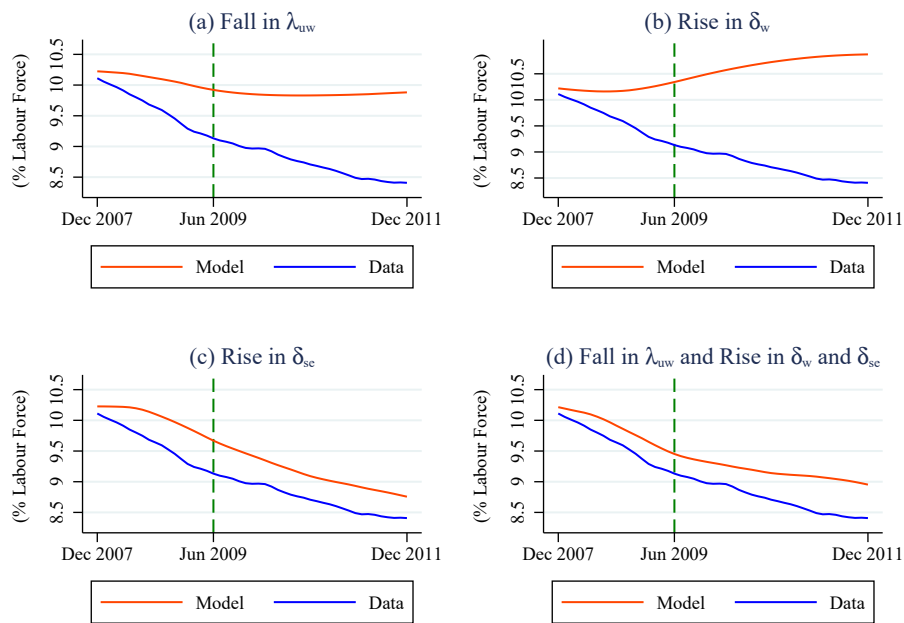 (a) Fall in λuw
(% Labour Force)
10.5
10
9.5
9
8.5
Dec 2007 Jun 2009 Dec 2011
Model Data
(b) Rise in δw
(% Labour Force)
10.5
10
9.5
9
8.5
Dec 2007 Jun 2009 Dec 2011
Model Data
(c) Rise in δse
(% Labour Force)
10.5
10
9.5
9
8.5
Dec 2007 Jun 2009 Dec 2011
Model Data
(d) Fall in λuw and Rise in δw and δse
(% Labour Force)
10.5
10
9.5
9
8.5
Dec 2007 Jun 2009 Dec 2011
Model Data